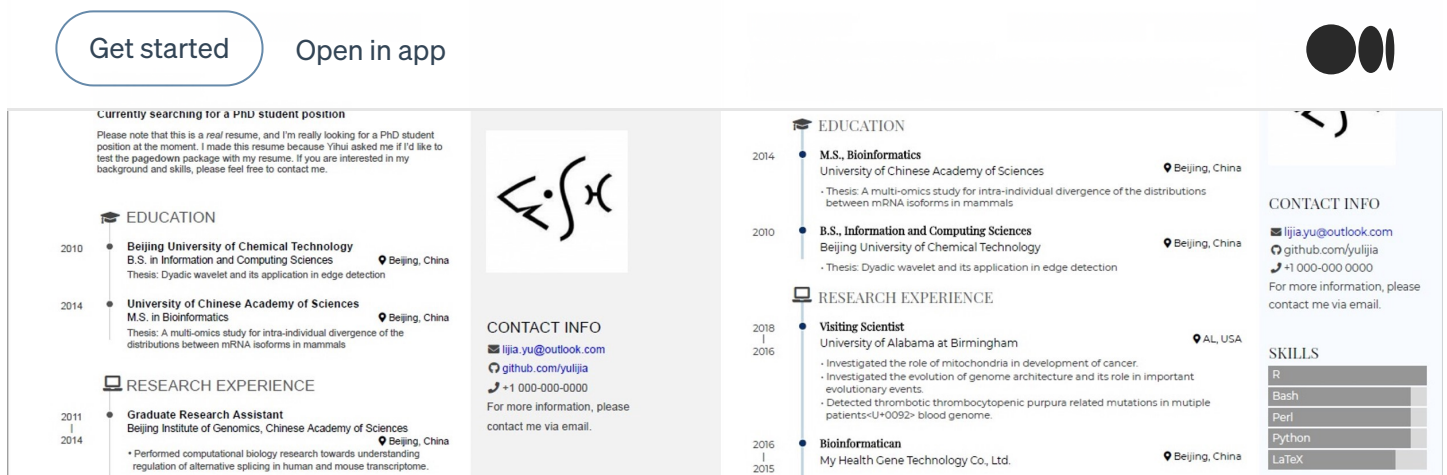 Get started
Open in app
Currently searching for a PhD student position
Please note that this is a real resume, and I'm really looking for a PhD student
position at the moment. I made this resume because Yihui asked me if I'd like to
test the pagedown package with my resume. If you are interested in my
background and skills, please feel free to contact me.
EDUCATION
2010
Beijing University of Chemical Technology
B.S. in Information and Computing Sciences
Beijing, China
Thesis: Dyadic wavelet and its application in edge detection
2014
University of Chinese Academy of Sciences
M.S. in Bioinformatics
Beijing, China
Thesis: A multi-omics study for intra-individual divergence of the
distributions between mRNA isoforms in mammals
RESEARCH EXPERIENCE
2011
2014
Graduate Research Assistant
Beijing Institute of Genomics, Chinese Academy of Sciences
Beijing, China
• Performed computational biology research towards understanding
regulation of alternative splicing in human and mouse transcriptome.
CONTACT INFO
lijia.yu@outlook.com
github.com/yulijia
+1 000-000-0000
For more information, please
contact me via email.
EDUCATION
2014
M.S., Bioinformatics
University of Chinese Academy of Sciences
Beijing, China
• Thesis: A multi-omics study for intra-individual divergence of the distributions
between mRNA isoforms in mammals
2010
B.S., Information and Computing Sciences
Beijing University of Chemical Technology
Beijing, China
• Thesis: Dyadic wavelet and its application in edge detection
RESEARCH EXPERIENCE
2018
2016
Visiting Scientist
University of Alabama at Birmingham
AL, USA
• Investigated the role of mitochondria in development of cancer.
• Investigated the evolution of genome architecture and its role in important
evolutionary events.
• Detected thrombotic thrombocytopenic purpura related mutations in mutiple
patients<U+0092> blood genome.
2016
2015
Bioinformatican
My Health Gene Technology Co., Ltd.
Beijing, China
CONTACT INFO
lijia.yu@outlook.com
github.com/yulijia
+1 000-000 0000
For more information, please
contact me via email.
SKILLS
R
Bash
Perl
Python
LaTeX